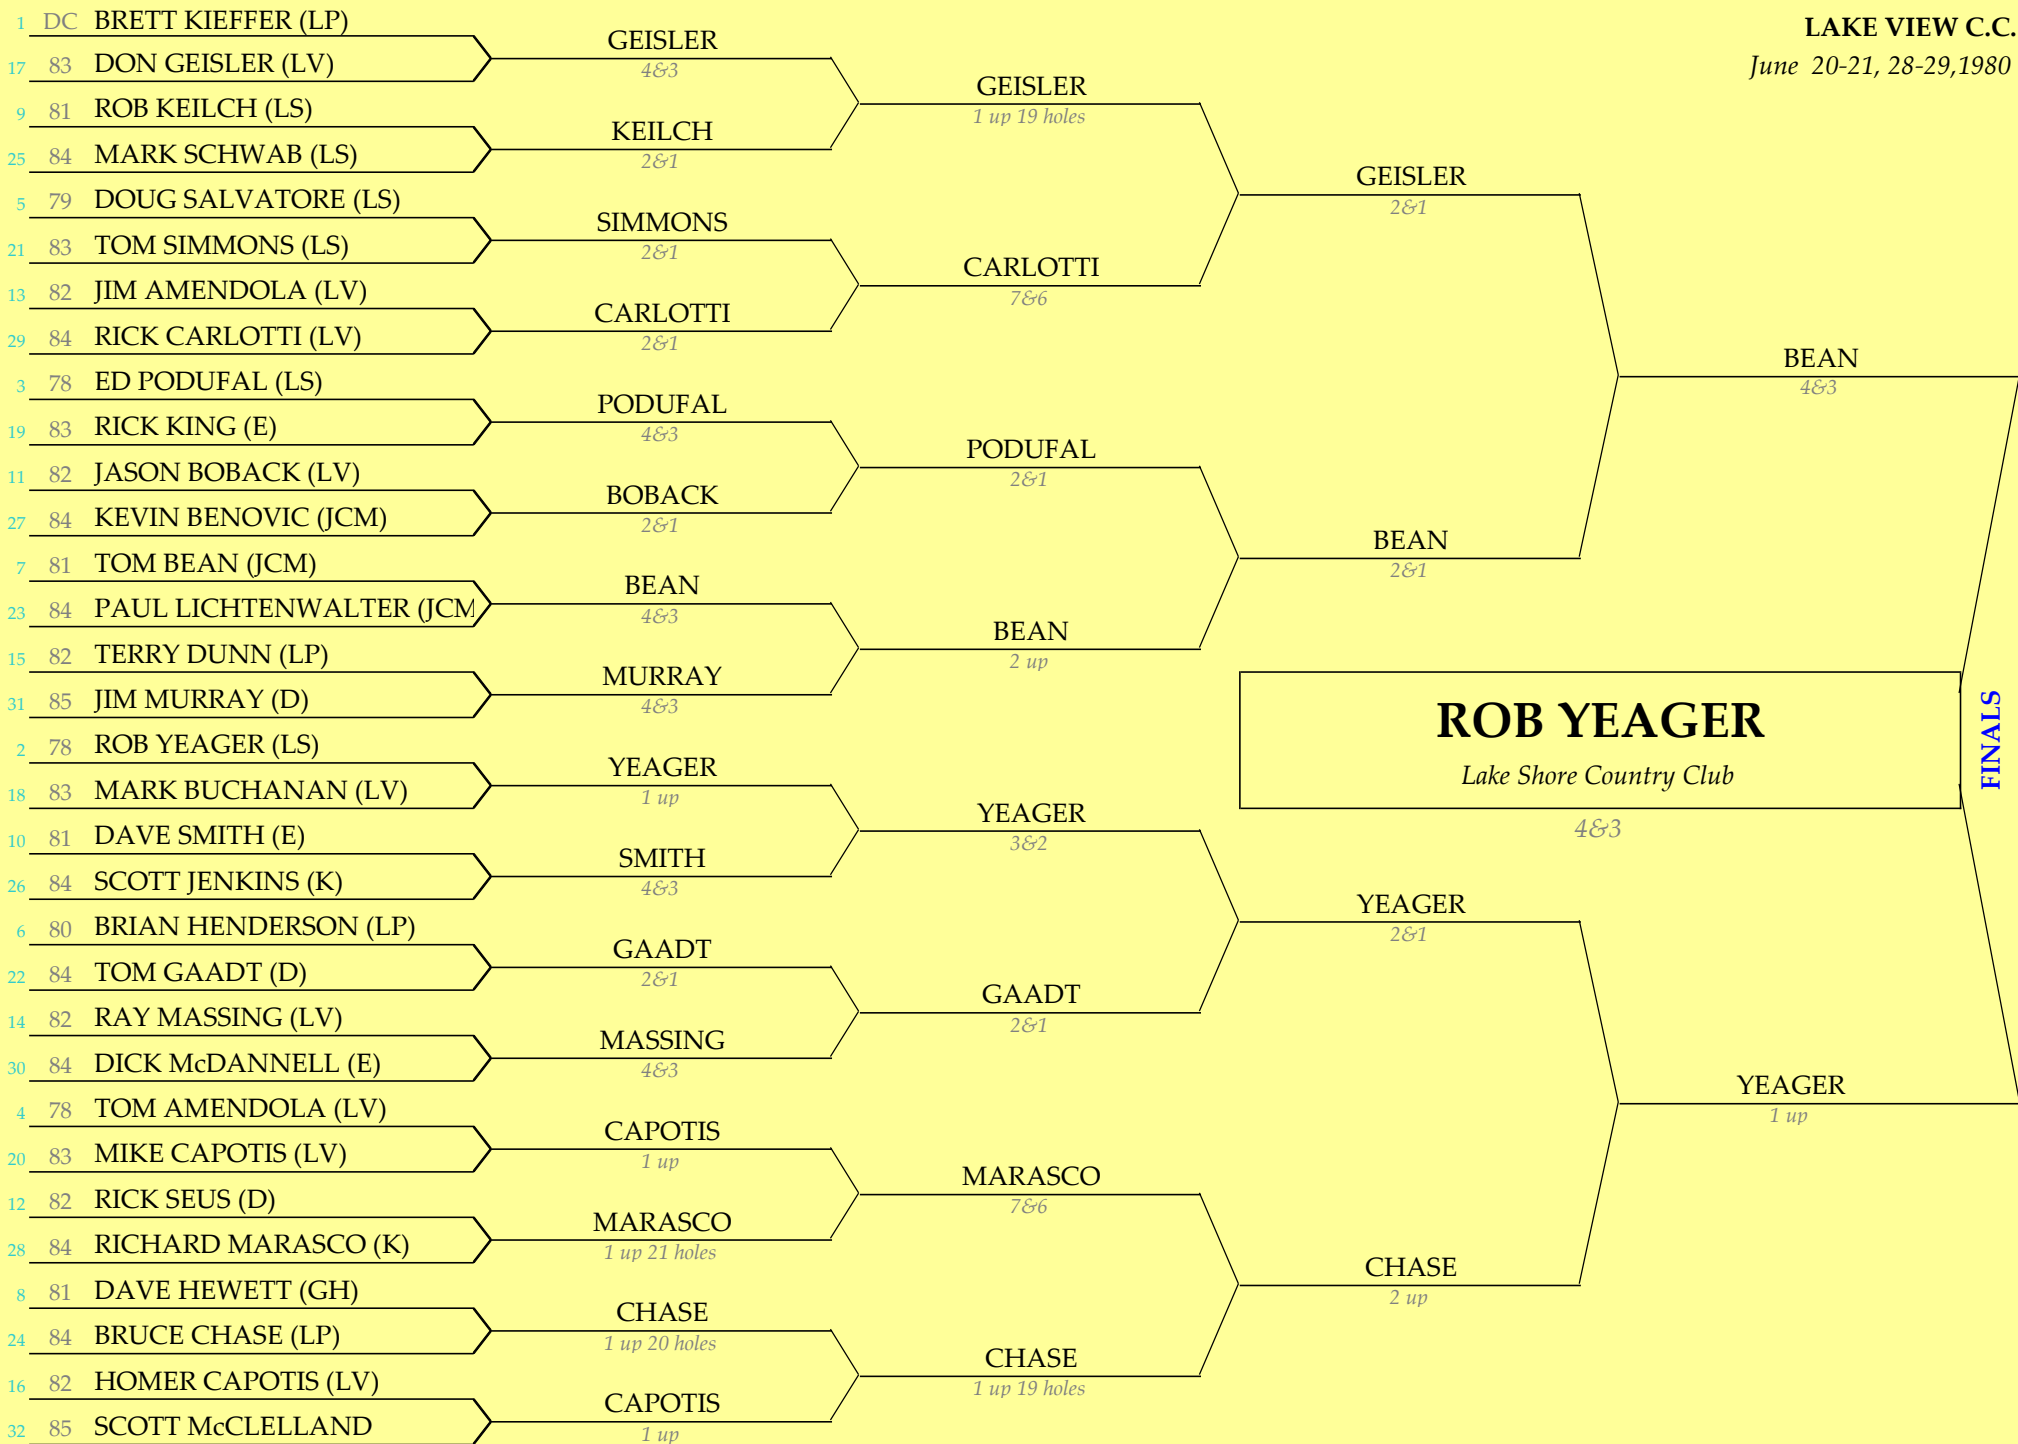 LAKE VIEW C.C.
June 20-21, 28-29,1980
1 DC BRETT KIEFFER (LP)
17 83 DON GEISLER (LV)
9 81 ROB KEILCH (LS)
25 84 MARK SCHWAB (LS)
5 79 DOUG SALVATORE (LS)
21 83 TOM SIMMONS (LS)
13 82 JIM AMENDOLA (LV)
29 84 RICK CARLOTTI (LV)
3 78 ED PODUFAL (LS)
19 83 RICK KING (E)
11 82 JASON BOBACK (LV)
27 84 KEVIN BENOVIC (JCM)
7 81 TOM BEAN (JCM)
23 84 PAUL LICHTENWALTER (JCM
15 82 TERRY DUNN (LP)
31 85 JIM MURRAY (D)
2 78 ROB YEAGER (LS)
18 83 MARK BUCHANAN (LV)
10 81 DAVE SMITH (E)
26 84 SCOTT JENKINS (K)
6 80 BRIAN HENDERSON (LP)
22 84 TOM GAADT (D)
14 82 RAY MASSING (LV)
30 84 DICK McDANNELL (E)
4 78 TOM AMENDOLA (LV)
20 83 MIKE CAPOTIS (LV)
12 82 RICK SEUS (D)
28 84 RICHARD MARASCO (K)
8 81 DAVE HEWETT (GH)
24 84 BRUCE CHASE (LP)
16 82 HOMER CAPOTIS (LV)
32 85 SCOTT McCLELLAND
GEISLER
4&3
KEILCH
2&1
SIMMONS
2&1
CARLOTTI
2&1
PODUFAL
4&3
BOBACK
2&1
BEAN
4&3
MURRAY
4&3
YEAGER
1 up
SMITH
4&3
GAADT
2&1
MASSING
4&3
CAPOTIS
1 up
MARASCO
1 up 21 holes
CHASE
1 up 20 holes
CAPOTIS
1 up
GEISLER
1 up 19 holes
CARLOTTI
7&6
PODUFAL
2&1
BEAN
2 up
YEAGER
3&2
GAADT
2&1
MARASCO
7&6
CHASE
1 up 19 holes
GEISLER
2&1
BEAN
2&1
YEAGER
2&1
CHASE
2 up
BEAN
4&3
YEAGER
1 up
FINALS
ROB YEAGER
Lake Shore Country Club
4&3